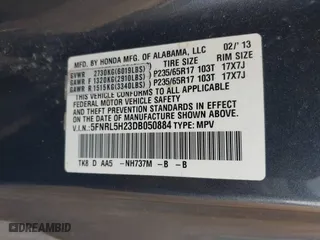 MFD. BY HONDA MFG. OF ALABAMA, LLC 02/'13
TIRE SIZE RIM SIZE
GVWR 2730KG(6019LBS)
GAWR F 1320KG(2910LBS) P235/65R17 103T 17X7J
GAWR R 1515KG(3340LBS) P235/65R17 103T 17X7J
THIS VEHICLE CONFORMS TO ALL APPLICABLE
FEDERAL MOTOR VEHICLE SAFETY AND THEFT
PREVENTION STANDARDS IN EFFECT ON THE
DATE OF MANUFACTURE SHOWN ABOVE.
V.I.N.:5FNRL5H23DB050884 TYPE:MPV
TK8 D AA5 -NH737M -B -B
DREAMBID.COM